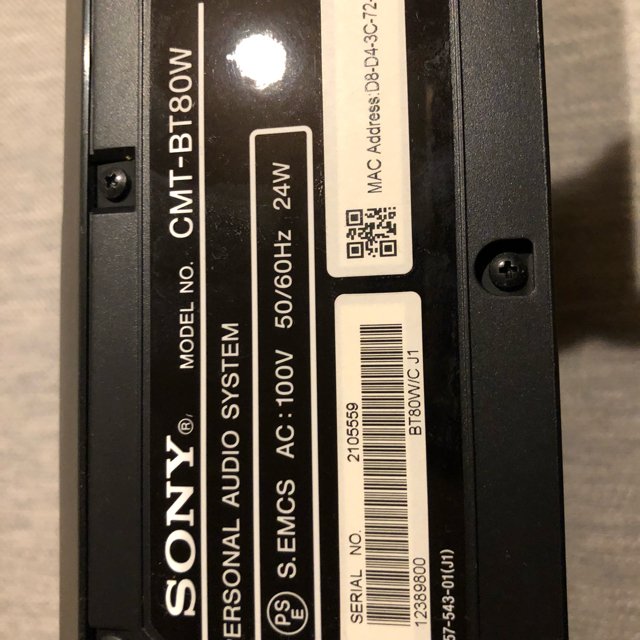 SONY® MODEL NO. CMT-BT80W
PERSONAL AUDIO SYSTEM
PSE S.EMCS AC: 100V 50/60Hz 24W
MAC Address:D8-D4-3C-72-
SERIAL NO. 2105559
12389800 BT80W/C J1
57-543-01(J1)